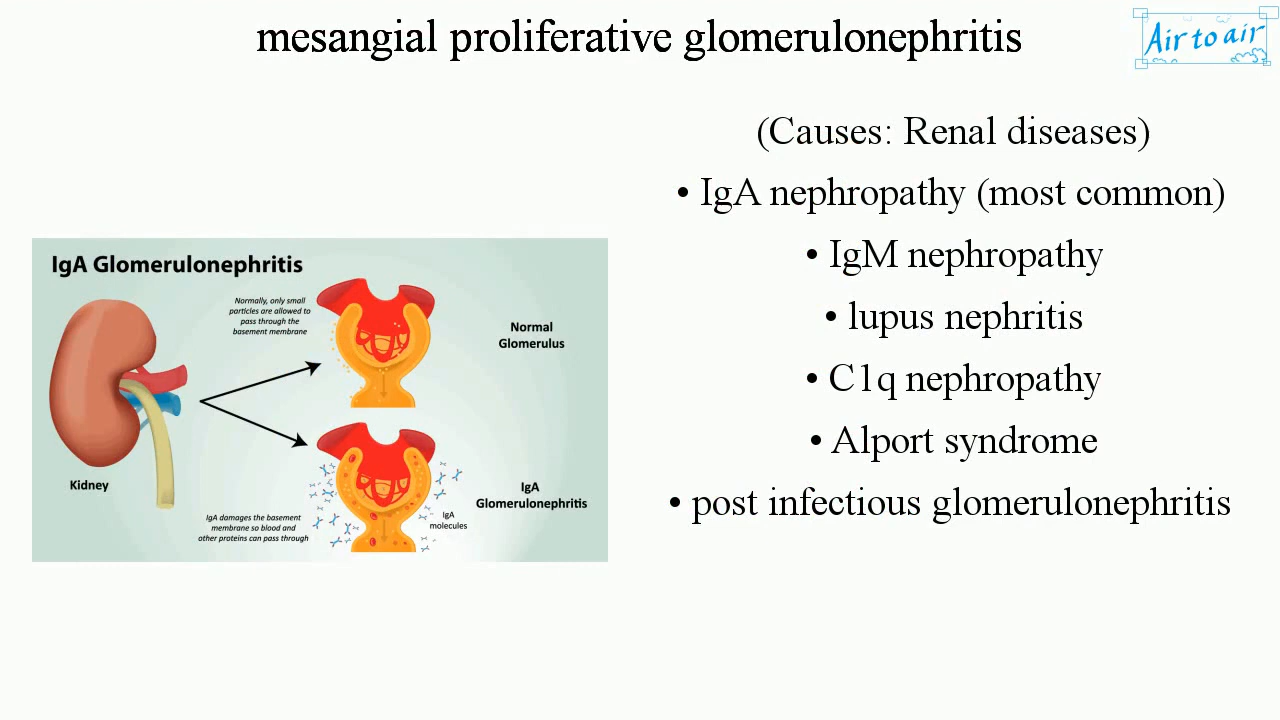 mesangial proliferative glomerulonephritis
Air to air
(Causes: Renal diseases)
• IgA nephropathy (most common)
• IgM nephropathy
• lupus nephritis
• C1q nephropathy
• Alport syndrome
• post infectious glomerulonephritis
IgA Glomerulonephritis
Normally, only small
particles are allowed to
pass through the
basement membrane
Normal
Glomerulus
Kidney
IgA
Glomerulonephritis
IgA
molecules
IgA damages the basement
membrane so blood and
other proteins can pass through